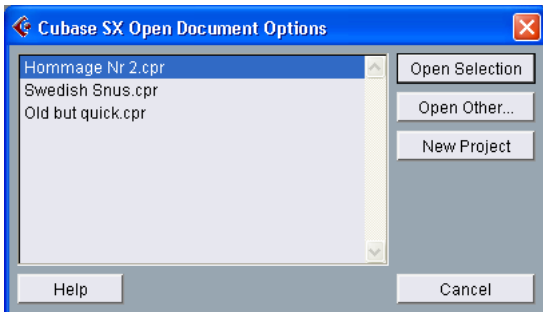 Cubase SX Open Document Options
Hommage Nr 2.cpr
Swedish Snus.cpr
Old but quick.cpr
Open Selection
Open Other...
New Project
Help
Cancel